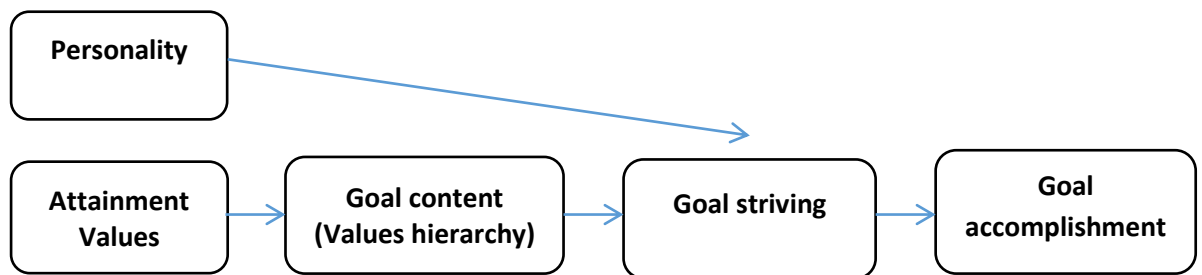 Personality
Attainment
Values
Goal content
(Values hierarchy)
Goal striving
Goal
accomplishment